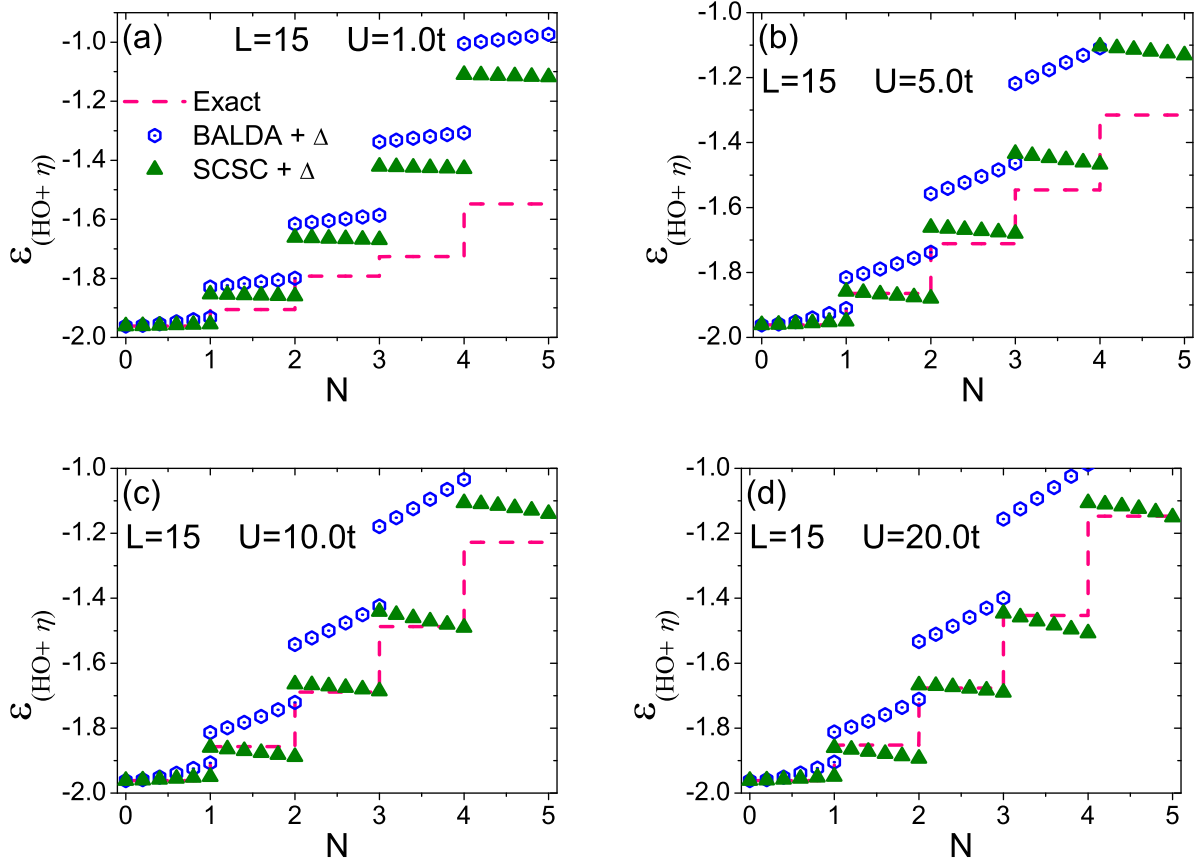 (a) L=15 U=1.0t
-1.0
-1.2
-1.4
-1.6
-1.8
-2.0
Exact
BALDA + Δ
SCSC + Δ
ε(HO+ η)
0 1 2 3 4 5
N
(b)
L=15 U=5.0t
-1.0
-1.2
-1.4
-1.6
-1.8
-2.0
ε(HO+ η)
0 1 2 3 4 5
N
(c)
L=15 U=10.0t
-1.0
-1.2
-1.4
-1.6
-1.8
-2.0
ε(HO+ η)
0 1 2 3 4 5
N
(d)
L=15 U=20.0t
-1.0
-1.2
-1.4
-1.6
-1.8
-2.0
ε(HO+ η)
0 1 2 3 4 5
N